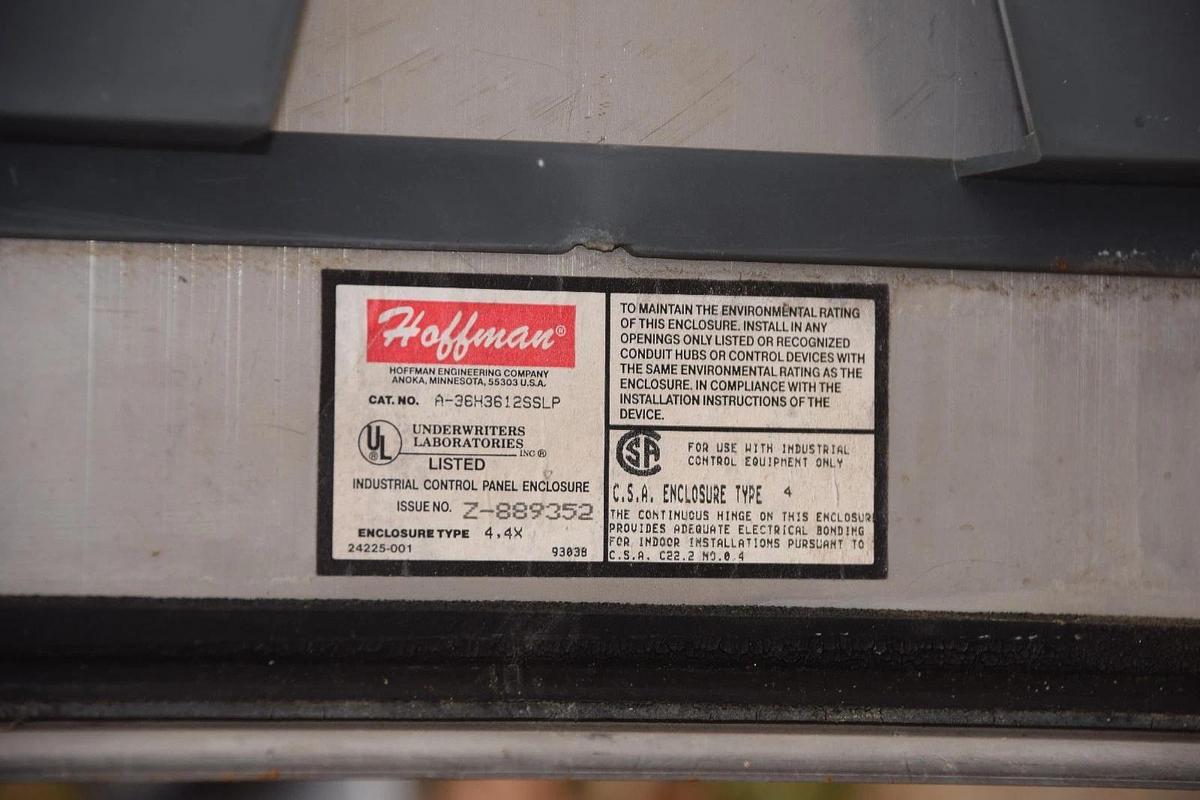 Hoffman®
HOFFMAN ENGINEERING COMPANY
ANOKA, MINNESOTA, 55303 U.S.A.
CAT. NO. A-36H3612SSLP
UL ®
UNDERWRITERS
LABORATORIES
INC ®
LISTED
INDUSTRIAL CONTROL PANEL ENCLOSURE
ISSUE NO. Z-889352
ENCLOSURE TYPE 4,4X
24225-001 93038
TO MAINTAIN THE ENVIRONMENTAL RATING
OF THIS ENCLOSURE. INSTALL IN ANY
OPENINGS ONLY LISTED OR RECOGNIZED
CONDUIT HUBS OR CONTROL DEVICES WITH
THE SAME ENVIRONMENTAL RATING AS THE
ENCLOSURE. IN COMPLIANCE WITH THE
INSTALLATION INSTRUCTIONS OF THE
DEVICE.
CSA
FOR USE WITH INDUSTRIAL
CONTROL EQUIPMENT ONLY
C.S.A. ENCLOSURE TYPE 4
THE CONTINUOUS HINGE ON THIS ENCLOSUR
PROVIDES ADEQUATE ELECTRICAL BONDING
FOR INDOOR INSTALLATIONS PURSUANT TO
C.S.A. C22.2 NO.0.4